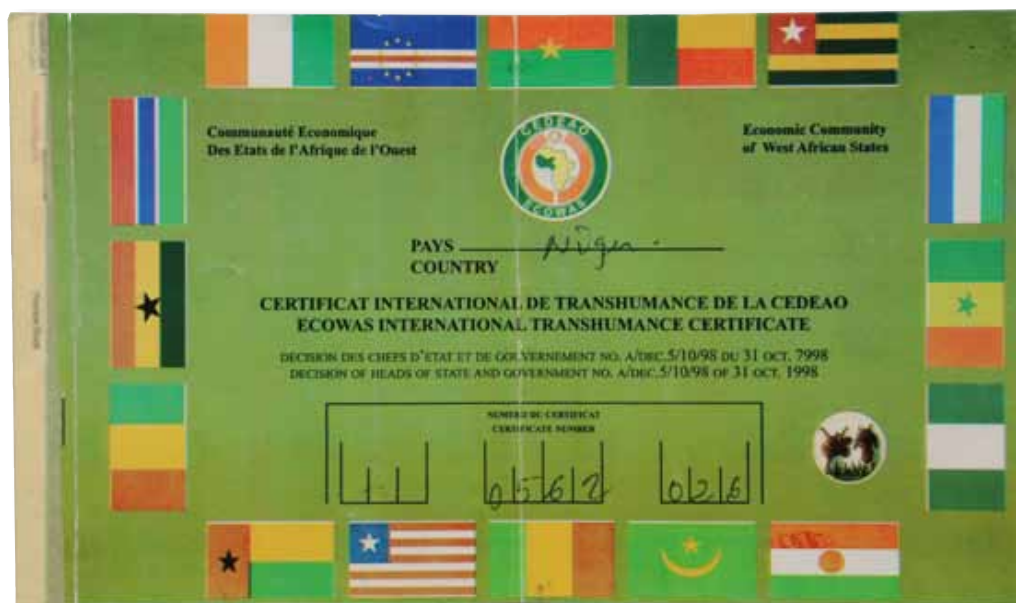 Communauté Economique
Des Etats de l'Afrique de l'Ouest
CEDEAO
ECOWAS
Economic Community
of West African States
PAYS Niger
COUNTRY
CERTIFICAT INTERNATIONAL DE TRANSHUMANCE DE LA CEDEAO
ECOWAS INTERNATIONAL TRANSHUMANCE CERTIFICATE
DECISION DES CHEFS D'ETAT ET DE GOUVERNEMENT NO. A/DEC.5/10/98 DU 31 OCT. 7998
DECISION OF HEADS OF STATE AND GOVERNMENT NO. A/DEC.5/10/98 OF 31 OCT. 1998
NUMERO DU CERTIFICAT
CERTIFICATE NUMBER
0562 026